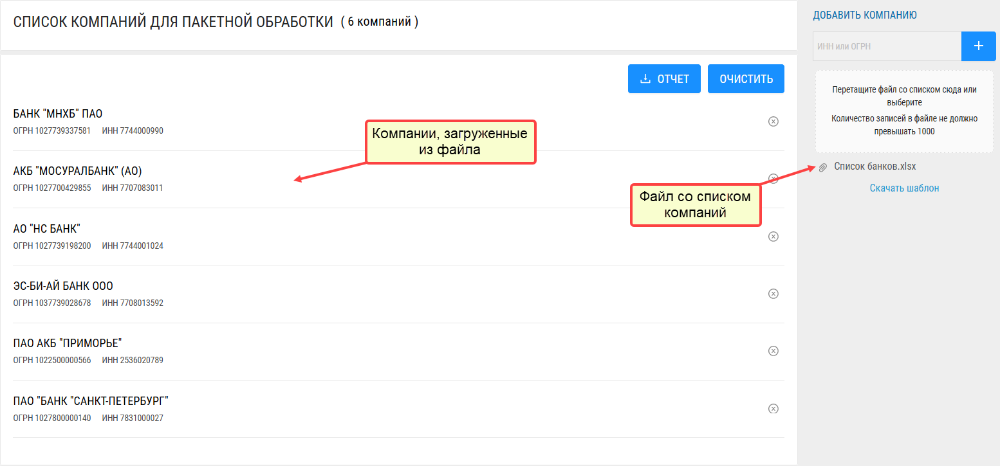 СПИСОК КОМПАНИЙ ДЛЯ ПАКЕТНОЙ ОБРАБОТКИ ( 6 компаний )
ОТЧЕТ ОЧИСТИТЬ
БАНК "МНХБ" ПАО
ОГРН 1027739337581 ИНН 7744000990
АКБ "МОСУРАЛБАНК" (АО)
ОГРН 1027700429855 ИНН 7707083011
АО "НС БАНК"
ОГРН 1027739198200 ИНН 7744001024
ЭС-БИ-АЙ БАНК ООО
ОГРН 1037739028678 ИНН 7708013592
ПАО АКБ "ПРИМОРЬЕ"
ОГРН 1022500000566 ИНН 2536020789
ПАО "БАНК "САНКТ-ПЕТЕРБУРГ"
ОГРН 1027800000140 ИНН 7831000027
Компании, загруженные
из файла
Файл со списком
компаний
ДОБАВИТЬ КОМПАНИЮ
ИНН или ОГРН
Перетащите файл со списком сюда или
выберите
Количество записей в файле не должно
превышать 1000
Список банков.xlsx
Скачать шаблон